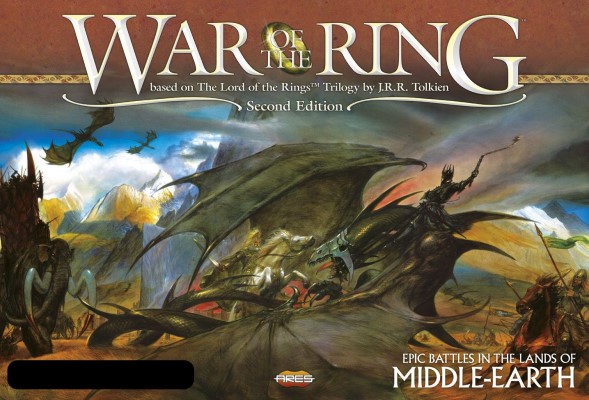 WAR OF THE RING
based on The Lord of the Rings™ Trilogy by J.R.R. Tolkien
Second Edition
EPIC BATTLES IN THE LANDS OF
MIDDLE-EARTH
ARES